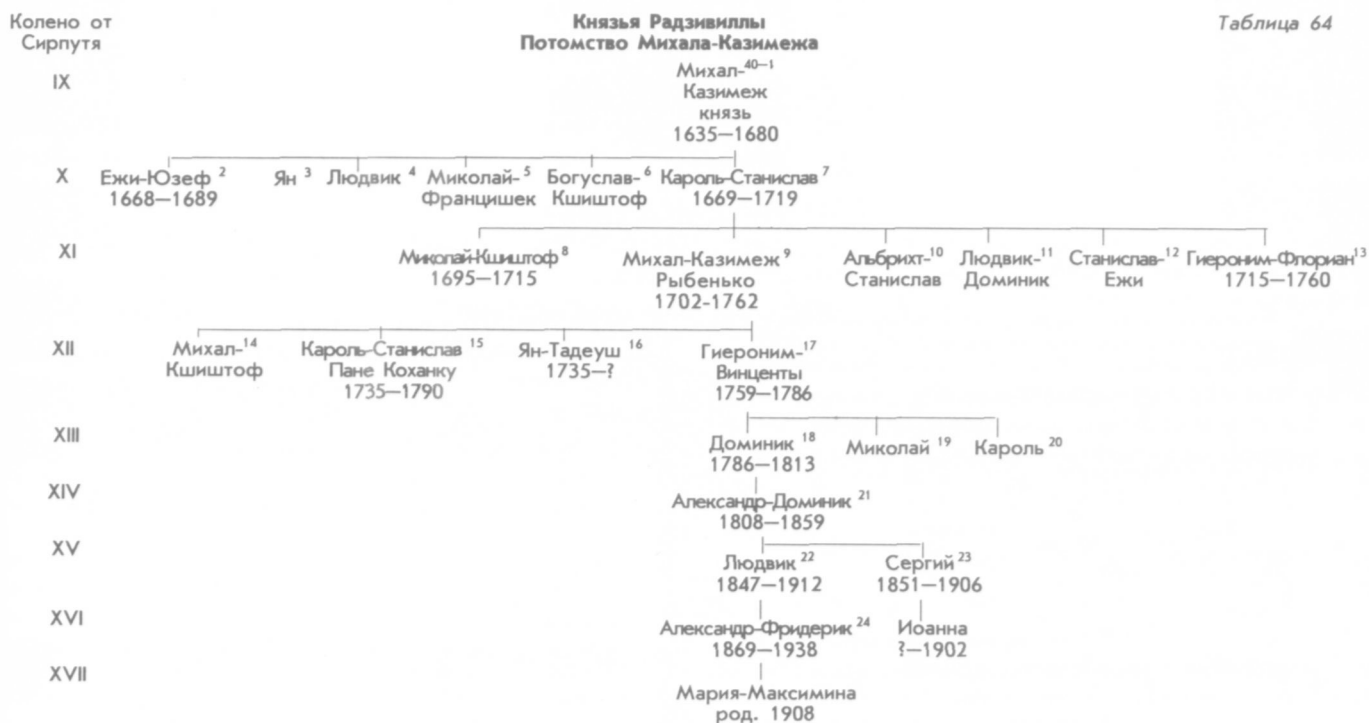 Колено от
Сирпутя
Князья Радзивиллы
Потомство Михала-Казимежа
Таблица 64
IX
Михал-⁴⁰⁻¹
Казимеж
князь
1635—1680
X
Ежи-Юзеф ² Ян ³ Людвик ⁴ Миколай-⁵ Богуслав-⁶ Кароль-Станислав ⁷
1668—1689 Францишек Кшиштоф 1669—1719
XI
Миколай-Кшиштоф ⁸ Михал-Казимеж ⁹ Альбрихт-¹⁰ Людвик-¹¹ Станислав-¹² Гиероним-Флориан ¹³
1695—1715 Рыбенько Станислав Доминик Ежи 1715—1760
1702-1762
XII
Михал-¹⁴ Кароль-Станислав ¹⁵ Ян-Тадеуш ¹⁶ Гиероним-¹⁷
Кшиштоф Пане Коханку 1735—? Винценты
1735—1790 1759—1786
XIII
Доминик ¹⁸ Миколай ¹⁹ Кароль ²⁰
1786—1813
XIV
Александр-Доминик ²¹
1808—1859
XV
Людвик ²² Сергий ²³
1847—1912 1851—1906
XVI
Александр-Фридерик ²⁴ Иоанна
1869—1938 ?—1902
XVII
Мария-Максимина
род. 1908